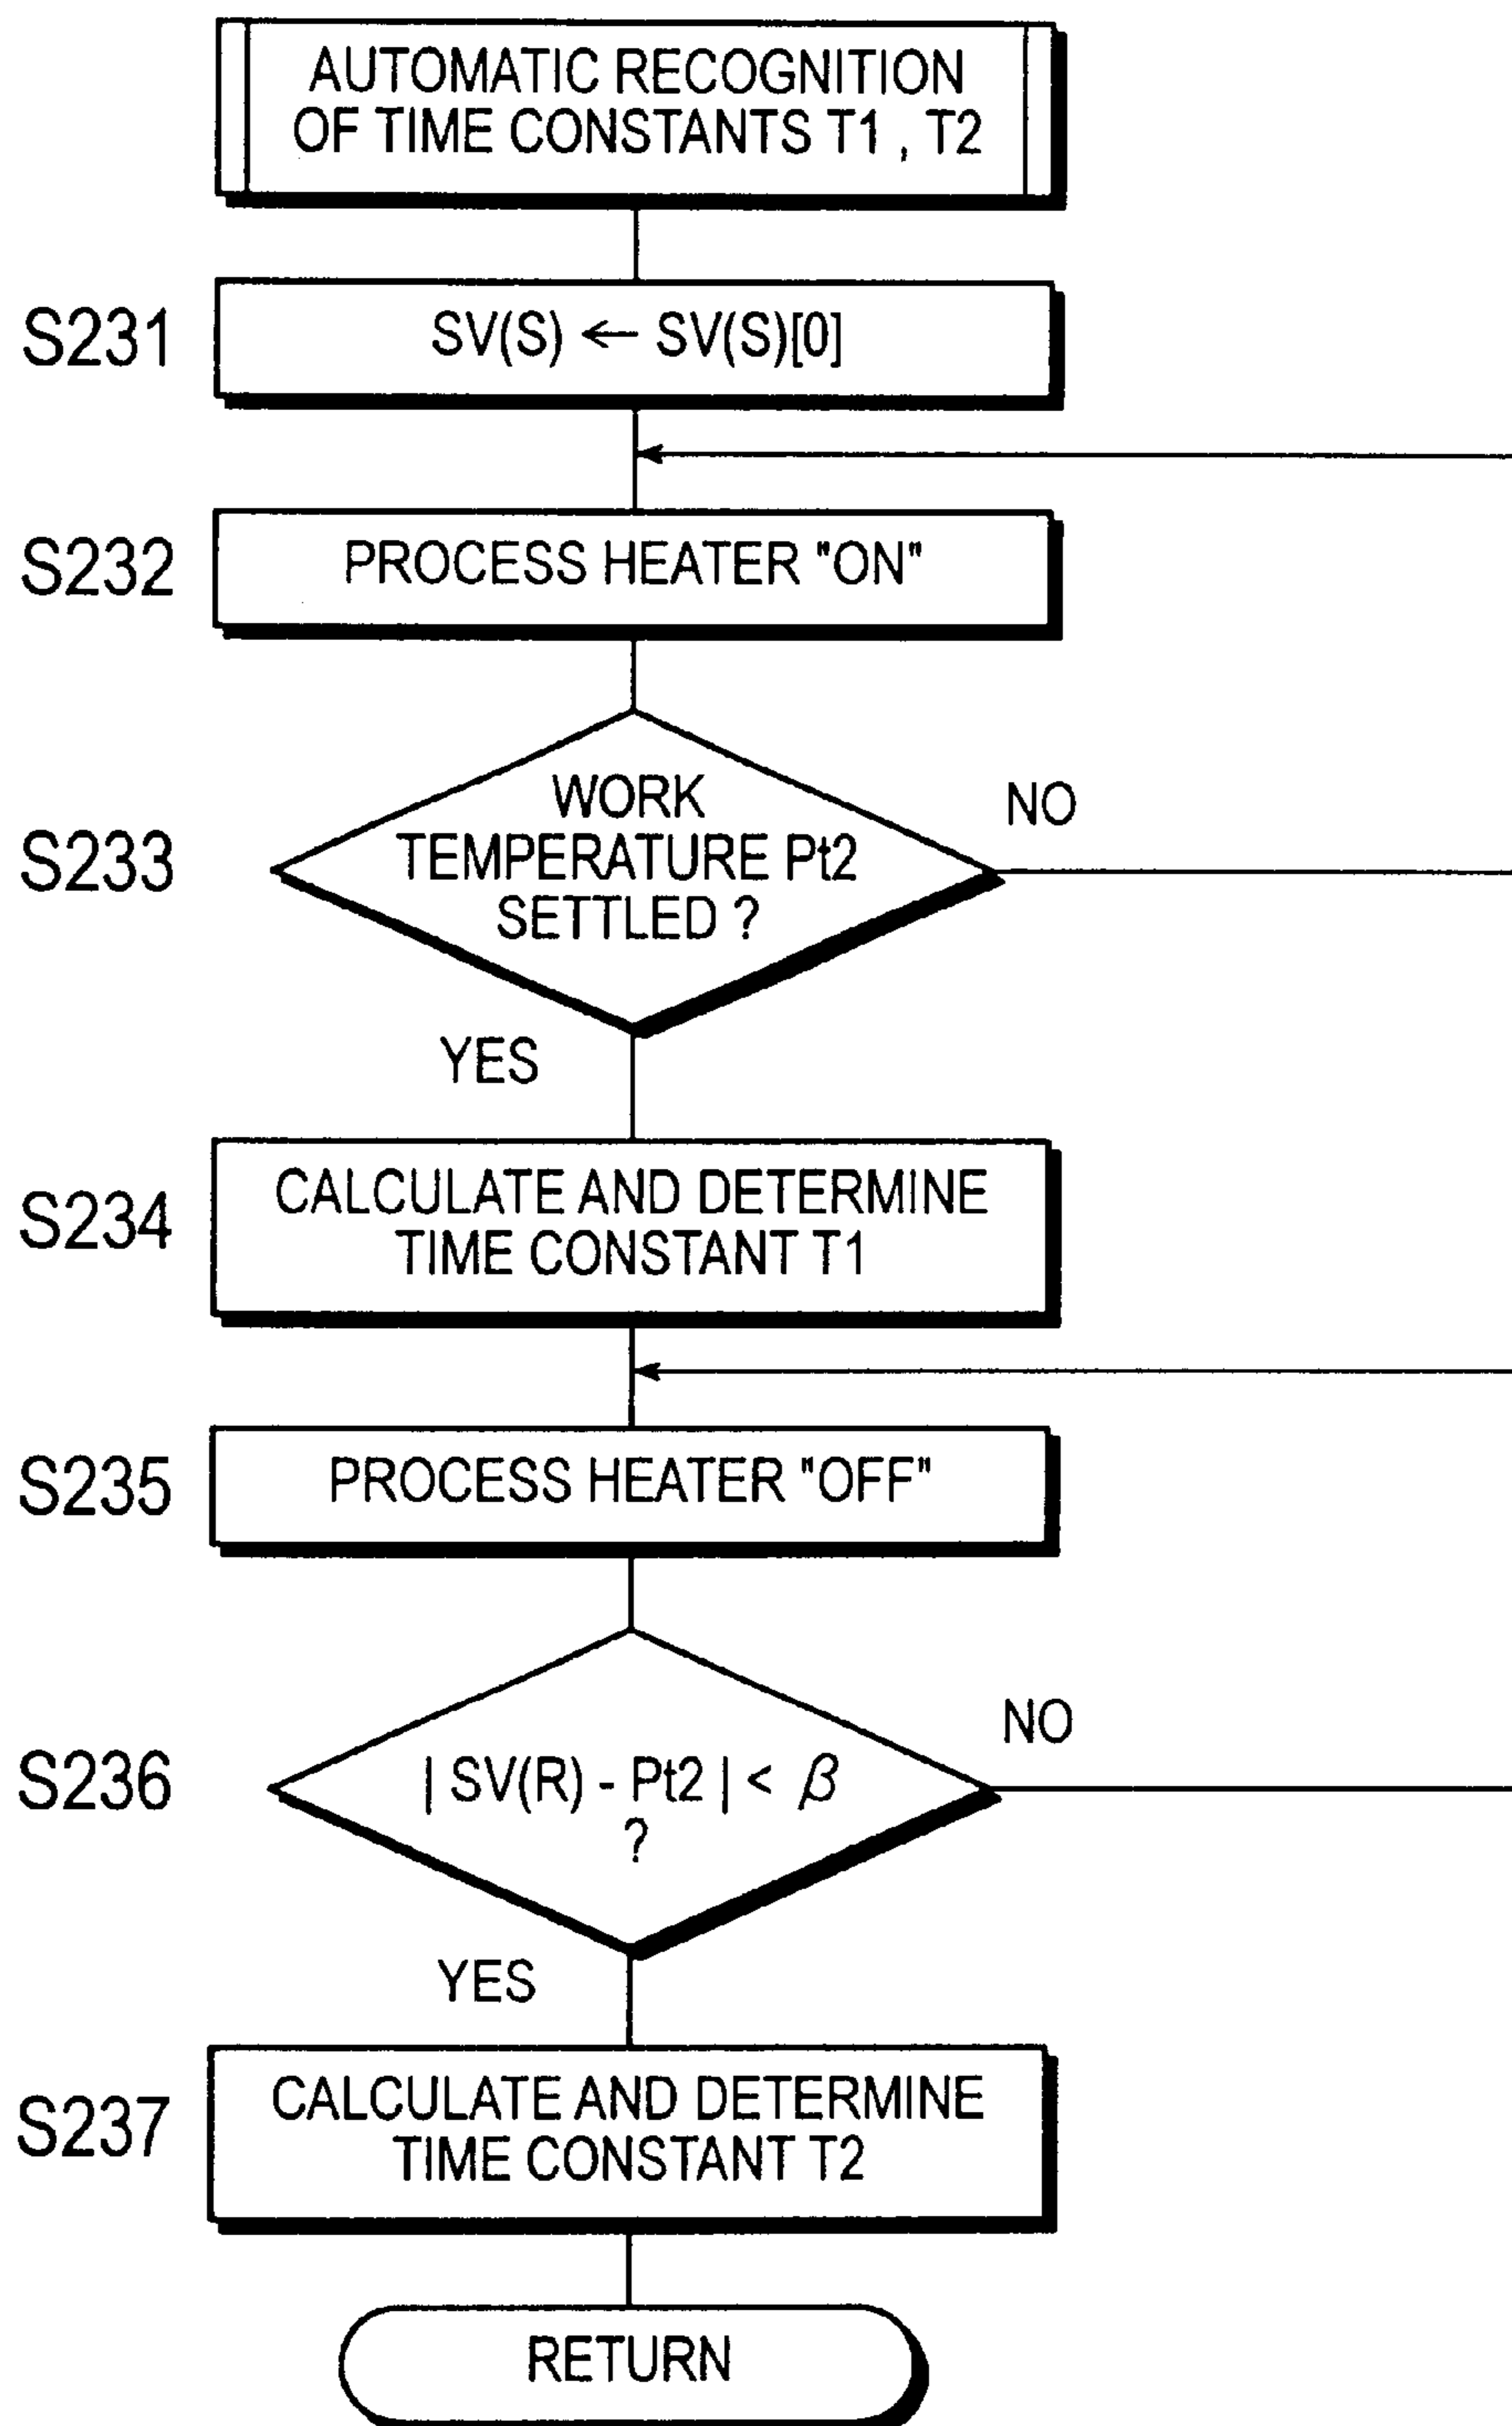 AUTOMATIC RECOGNITION
OF TIME CONSTANTS T1 , T2
S231
SV(S) ← SV(S)[0]
S232
PROCESS HEATER "ON"
S233
WORK
TEMPERATURE Pt2
SETTLED ?
NO
YES
S234
CALCULATE AND DETERMINE
TIME CONSTANT T1
S235
PROCESS HEATER "OFF"
S236
| SV(R) - Pt2 | < β
?
NO
YES
S237
CALCULATE AND DETERMINE
TIME CONSTANT T2
RETURN